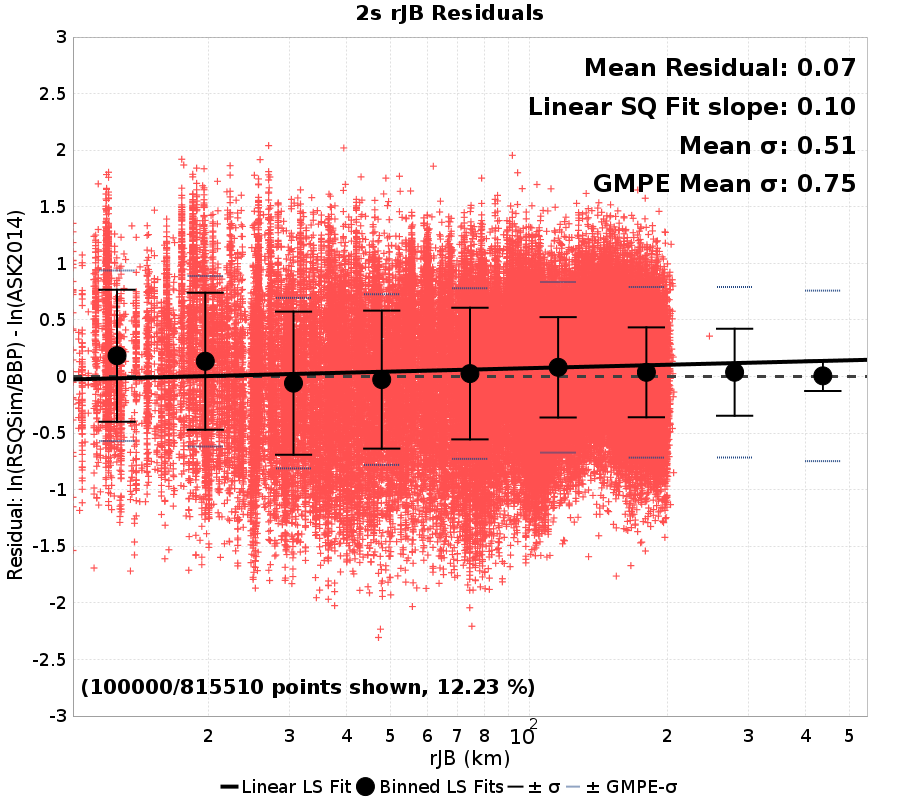 2s rJB Residuals
Mean Residual: 0.07
Linear SQ Fit slope: 0.10
Mean σ: 0.51
GMPE Mean σ: 0.75
3
2.5
2
1.5
1
0.5
0
-0.5
-1
-1.5
-2
-2.5
-3
Residual: ln(RSQSim/BBP) - ln(ASK2014)
(100000/815510 points shown, 12.23 %)
2 3 4 5 6 7 8 10² 2 3 4 5
rJB (km)
Linear LS Fit Binned LS Fits ± σ ± GMPE-σ